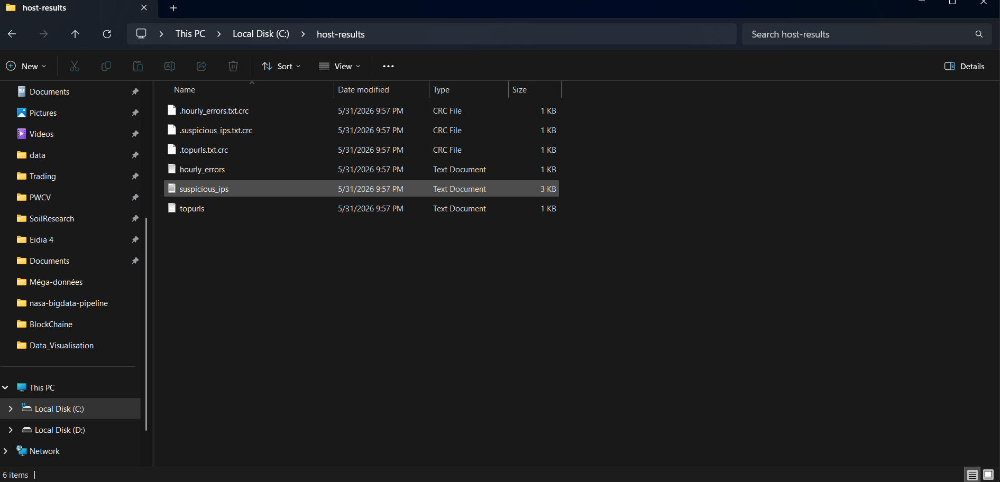 host-results
This PC
Local Disk (C:)
host-results
Search host-results
New
Sort
View
Details
Documents
Pictures
Videos
data
Trading
PWCV
SoilResearch
Eidia 4
Documents
Méga-données
nasa-bigdata-pipeline
BlockChaine
Data_Visualisation
This PC
Local Disk (C:)
Local Disk (D:)
Network
Name Date modified Type Size
.hourly_errors.txt.crc 5/31/2026 9:57 PM CRC File 1 KB
.suspicious_ips.txt.crc 5/31/2026 9:57 PM CRC File 1 KB
.topurls.txt.crc 5/31/2026 9:57 PM CRC File 1 KB
hourly_errors 5/31/2026 9:57 PM Text Document 1 KB
suspicious_ips 5/31/2026 9:57 PM Text Document 3 KB
topurls 5/31/2026 9:57 PM Text Document 1 KB
6 items